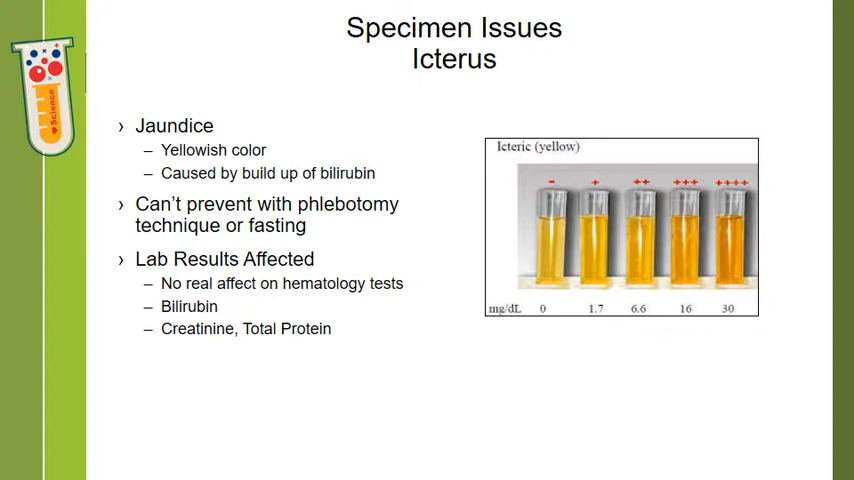 Specimen Issues
Icterus
♥Science
› Jaundice
– Yellowish color
– Caused by build up of bilirubin
› Can’t prevent with phlebotomy
technique or fasting
› Lab Results Affected
– No real affect on hematology tests
– Bilirubin
– Creatinine, Total Protein
Icteric (yellow)
- + ++ +++ ++++
mg/dL 0 1.7 6.6 16 30